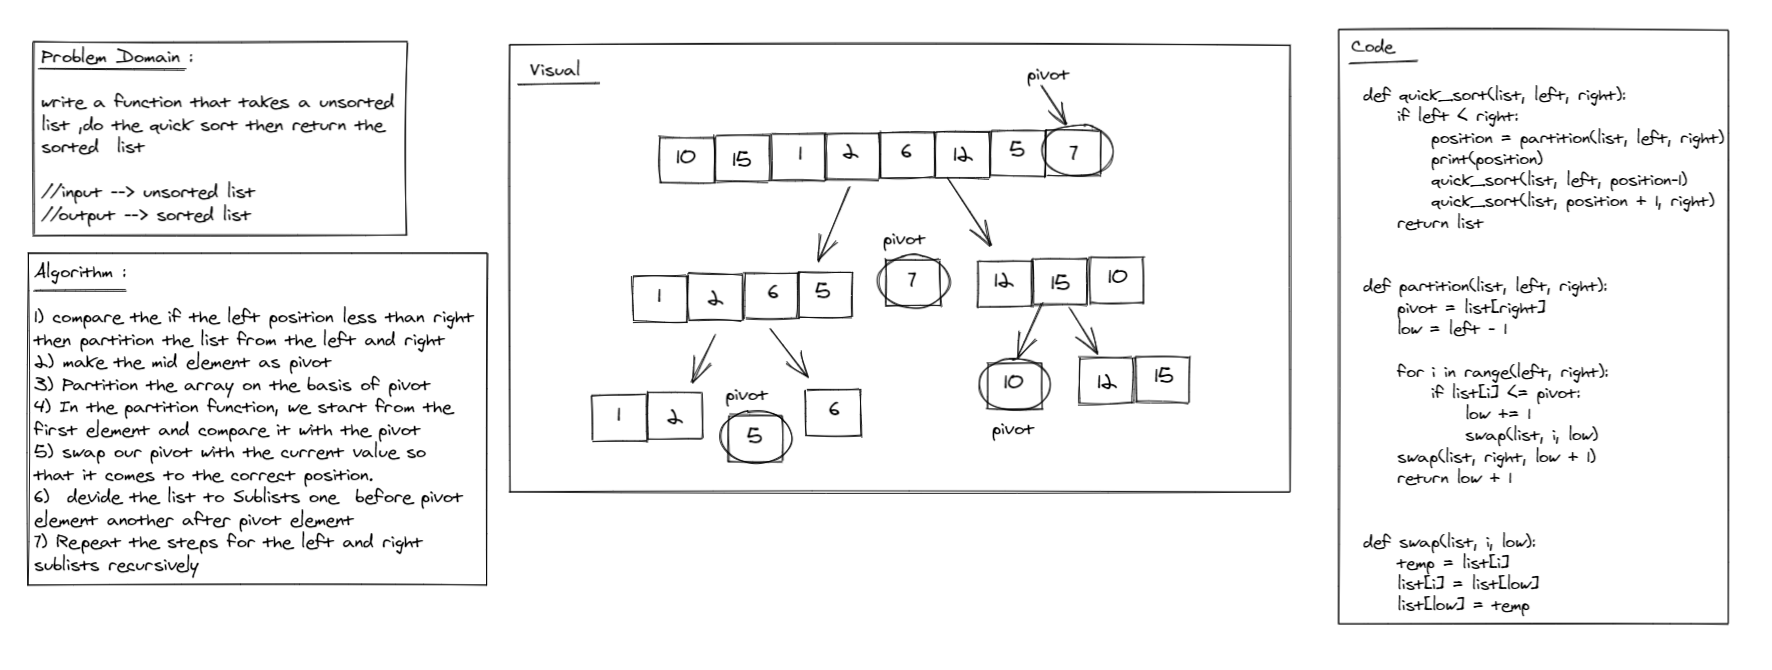 Problem Domain :
write a function that takes a unsorted
list ,do the quick sort then return the
sorted list
//input --> unsorted list
//output --> sorted list
Algorithm :
1) compare the if the left position less than right
then partition the list from the left and right
2) make the mid element as pivot
3) Partition the array on the basis of pivot
4) In the partition function, we start from the
first element and compare it with the pivot
5) swap our pivot with the current value so
that it comes to the correct position.
6) devide the list to Sublists one before pivot
element another after pivot element
7) Repeat the steps for the left and right
sublists recursively
Visual
pivot
10 15 1 2 6 12 5 7
pivot
1 2 6 5 7 12 15 10
pivot
1 2 5 6 10 12 15
pivot
Code
def quick_sort(list, left, right):
if left < right:
position = partition(list, left, right)
print(position)
quick_sort(list, left, position-1)
quick_sort(list, position + 1, right)
return list
def partition(list, left, right):
pivot = list[right]
low = left - 1
for i in range(left, right):
if list[i] <= pivot:
low += 1
swap(list, i, low)
swap(list, right, low + 1)
return low + 1
def swap(list, i, low):
temp = list[i]
list[i] = list[low]
list[low] = temp